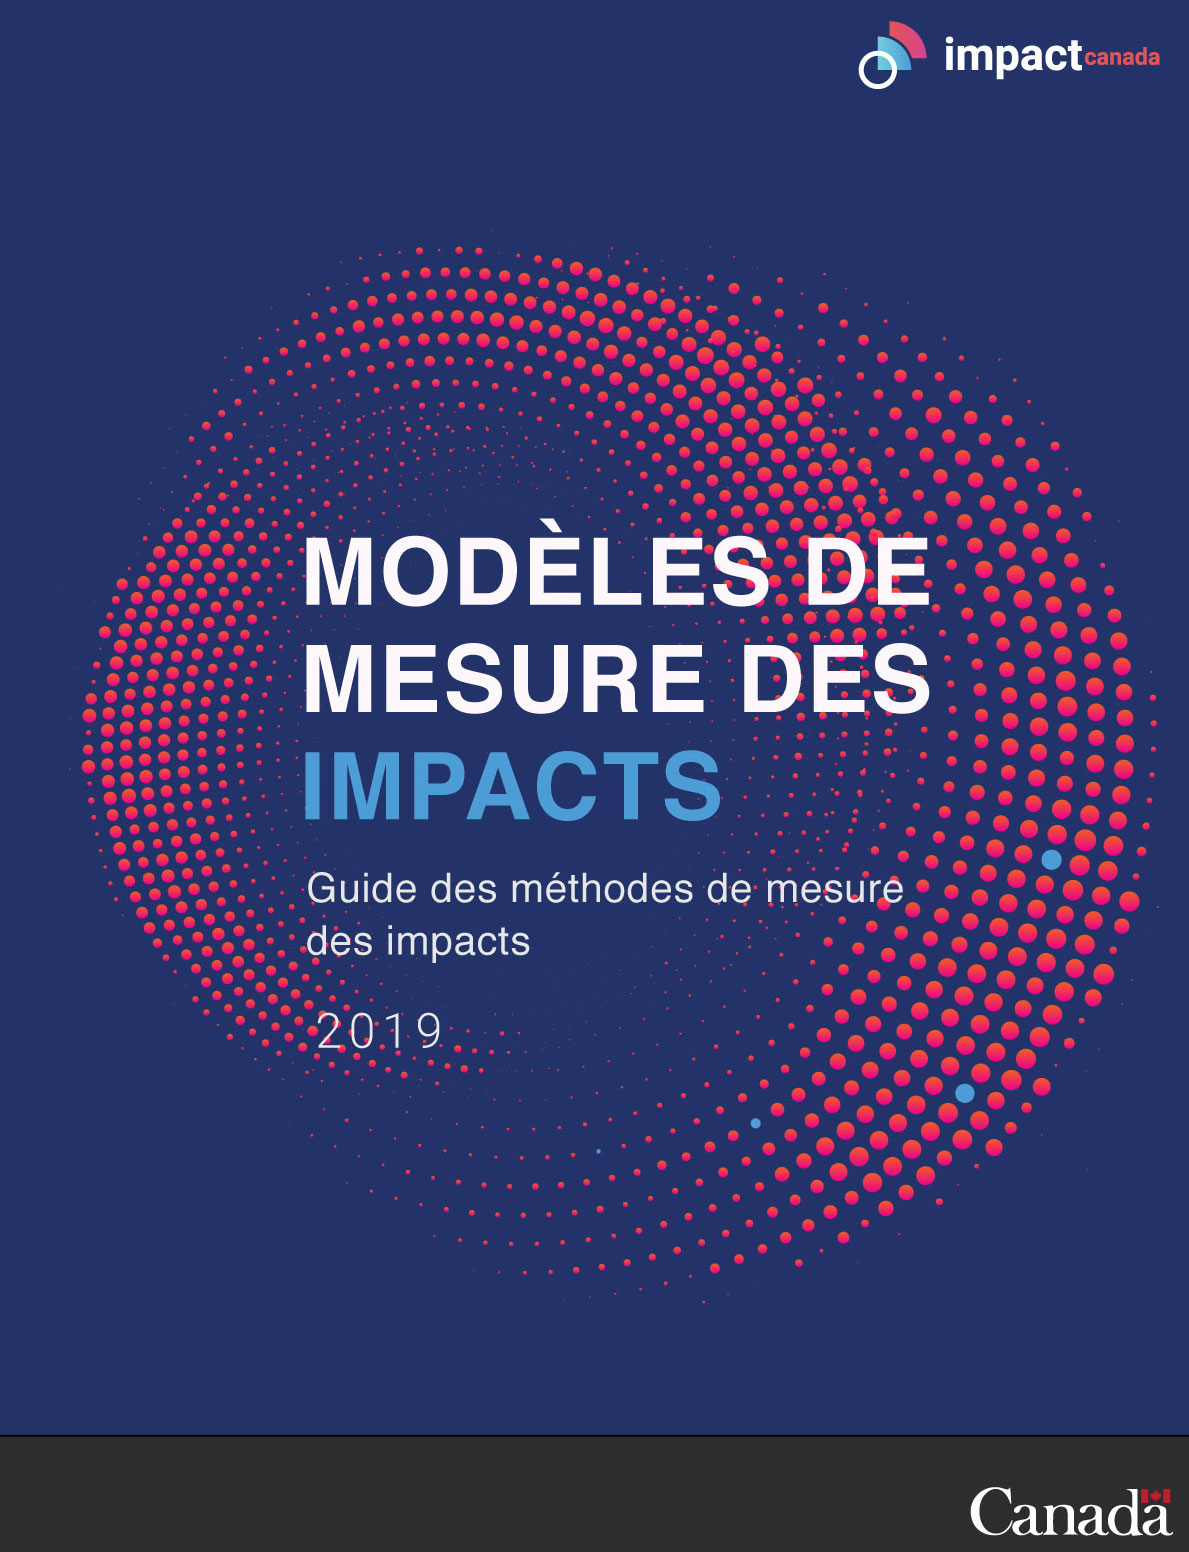 impactcanada
MODÈLES DE
MESURE DES
IMPACTS
Guide des méthodes de mesure
des impacts
2019
Canada